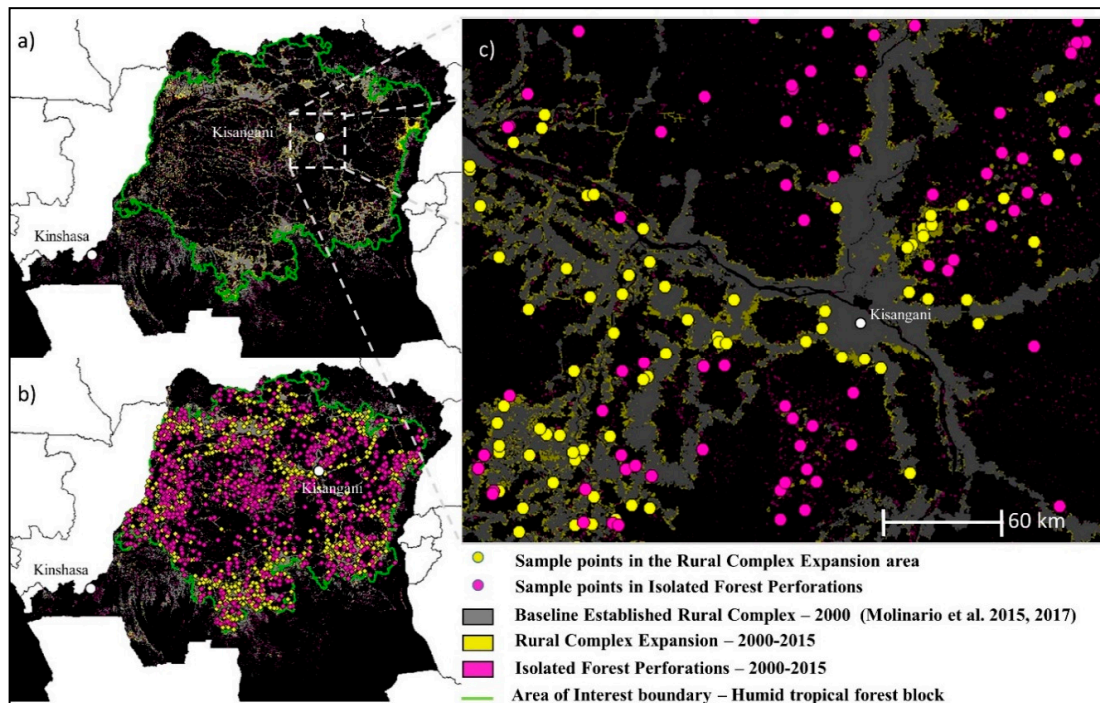 a)
Kisangani
Kinshasa
b)
Kisangani
Kinshasa
c)
Kisangani
60 km
Sample points in the Rural Complex Expansion area
Sample points in Isolated Forest Perforations
Baseline Established Rural Complex – 2000 (Molinario et al. 2015, 2017)
Rural Complex Expansion – 2000-2015
Isolated Forest Perforations – 2000-2015
Area of Interest boundary – Humid tropical forest block